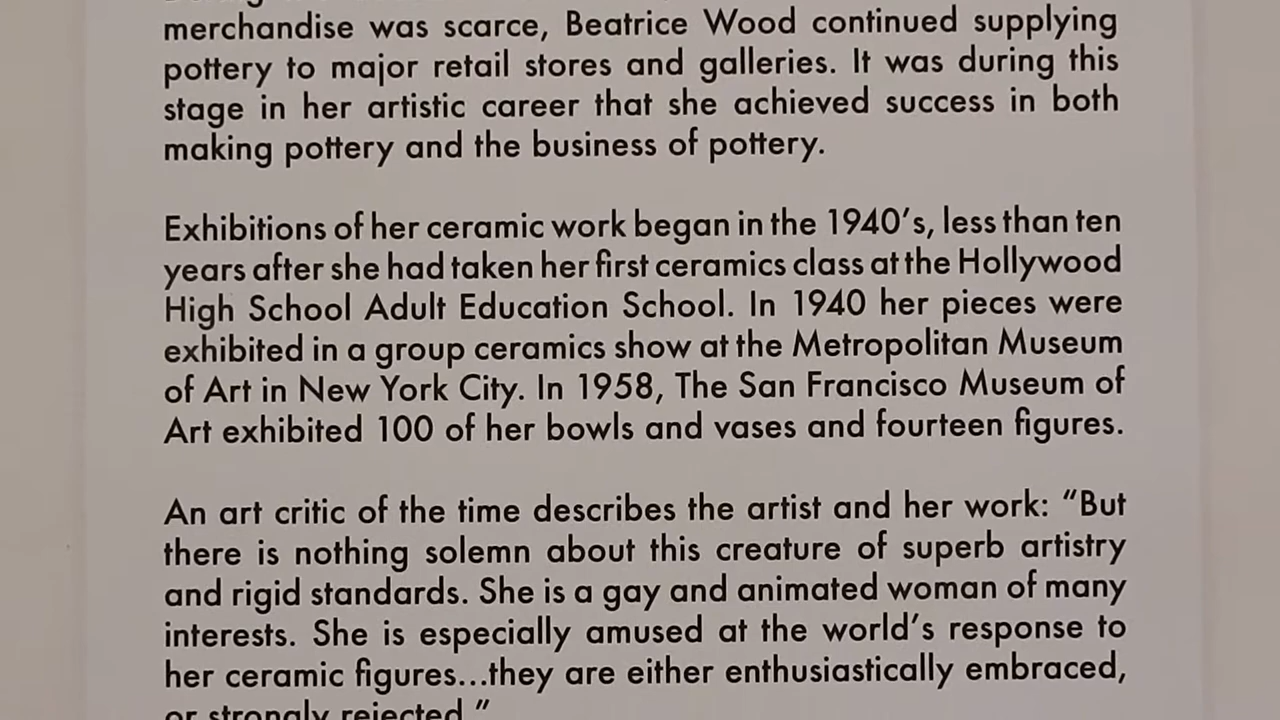 merchandise was scarce, Beatrice Wood continued supplying
pottery to major retail stores and galleries. It was during this
stage in her artistic career that she achieved success in both
making pottery and the business of pottery.
Exhibitions of her ceramic work began in the 1940's, less than ten
years after she had taken her first ceramics class at the Hollywood
High School Adult Education School. In 1940 her pieces were
exhibited in a group ceramics show at the Metropolitan Museum
of Art in New York City. In 1958, The San Francisco Museum of
Art exhibited 100 of her bowls and vases and fourteen figures.
An art critic of the time describes the artist and her work: "But
there is nothing solemn about this creature of superb artistry
and rigid standards. She is a gay and animated woman of many
interests. She is especially amused at the world's response to
her ceramic figures...they are either enthusiastically embraced,
or strongly rejected."